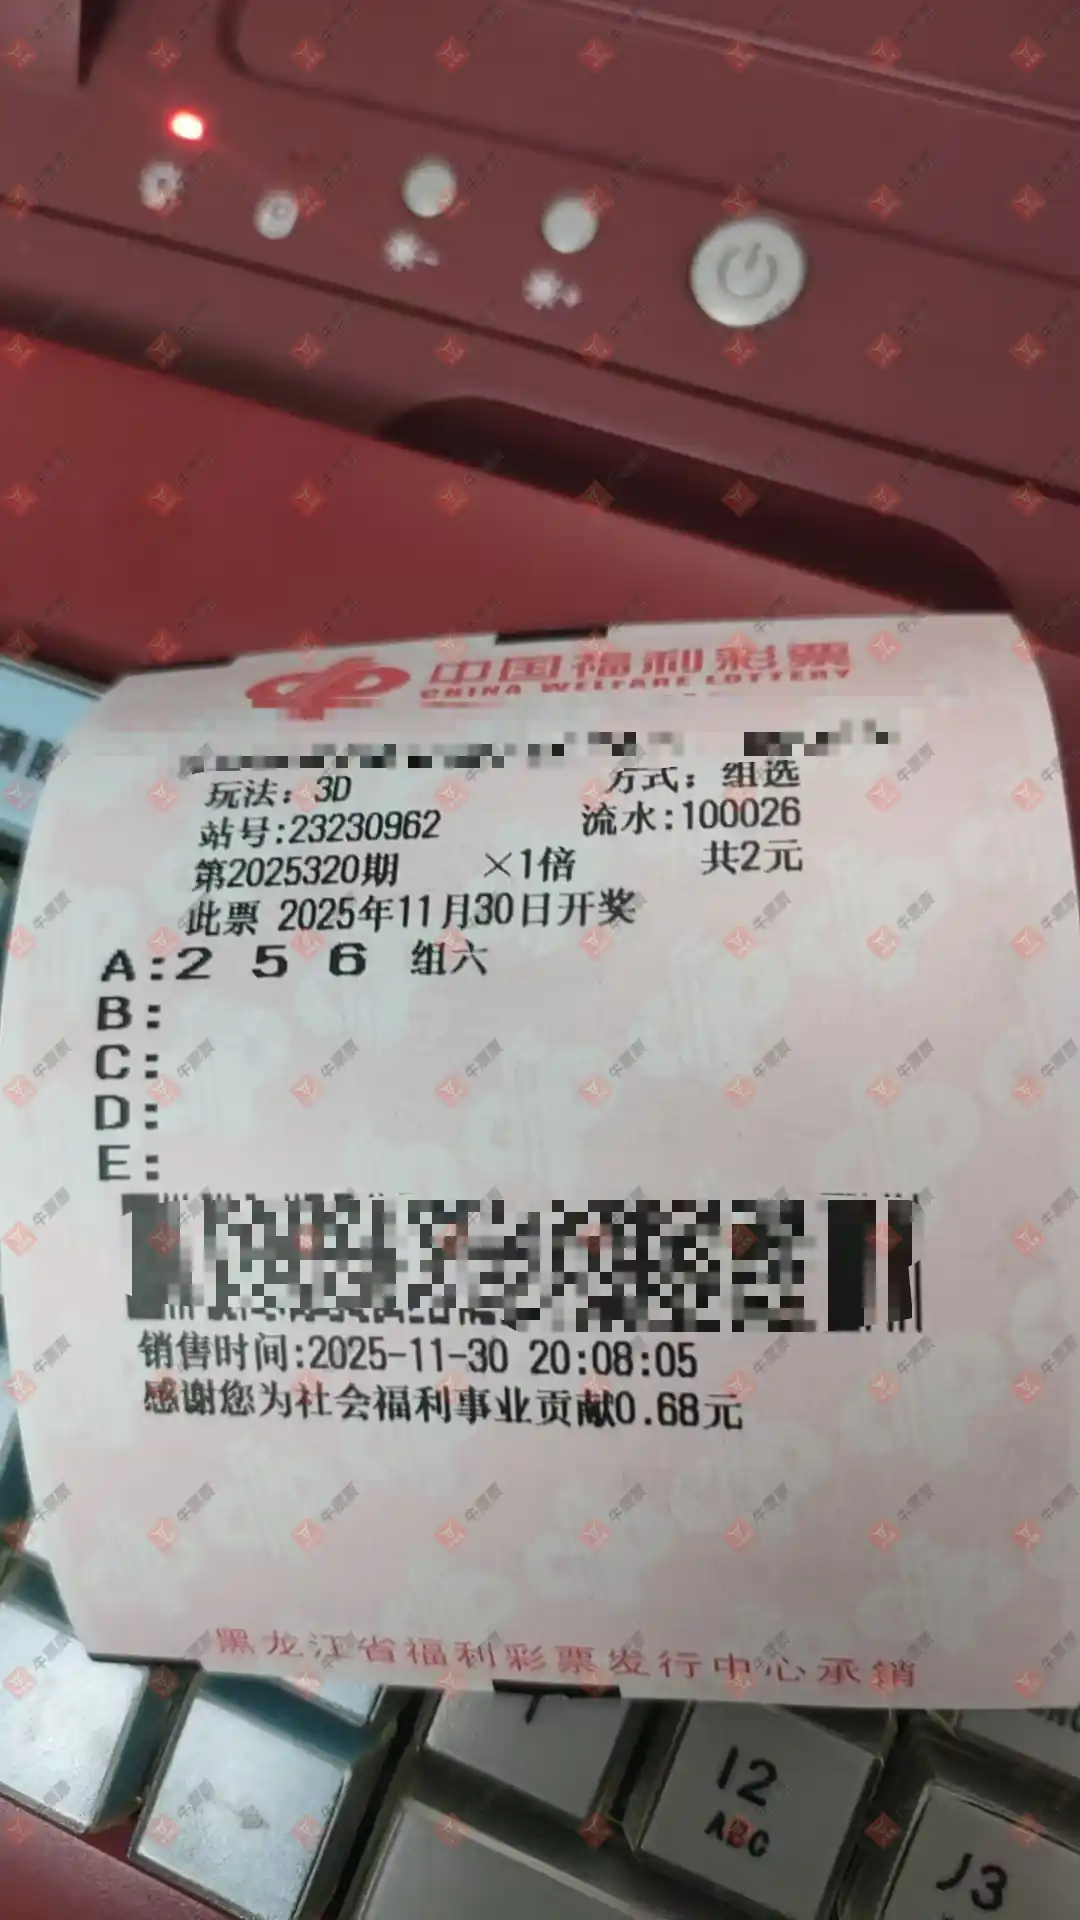 中国福利彩票
CHINA WELFARE LOTTERY
玩法：3D 方式：组选
站号:23230962 流水:100026
第2025320期 ×1倍 共2元
此票 2025年11月30日开奖
A:2 5 6 组六
B:
C:
D:
E:
销售时间:2025-11-30 20:08:05
感谢您为社会福利事业贡献0.68元
黑龙江省福利彩票发行中心承销
12
ABC
J3
牛票票